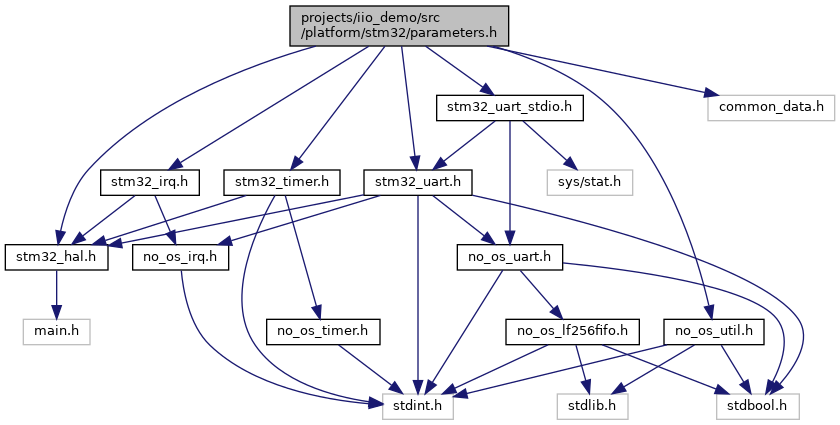 projects/iio_demo/src
/platform/stm32/parameters.h
stm32_uart_stdio.h
common_data.h
stm32_irq.h
stm32_timer.h
stm32_uart.h
sys/stat.h
stm32_hal.h
no_os_irq.h
no_os_uart.h
main.h
no_os_timer.h
no_os_lf256fifo.h
no_os_util.h
stdint.h
stdlib.h
stdbool.h